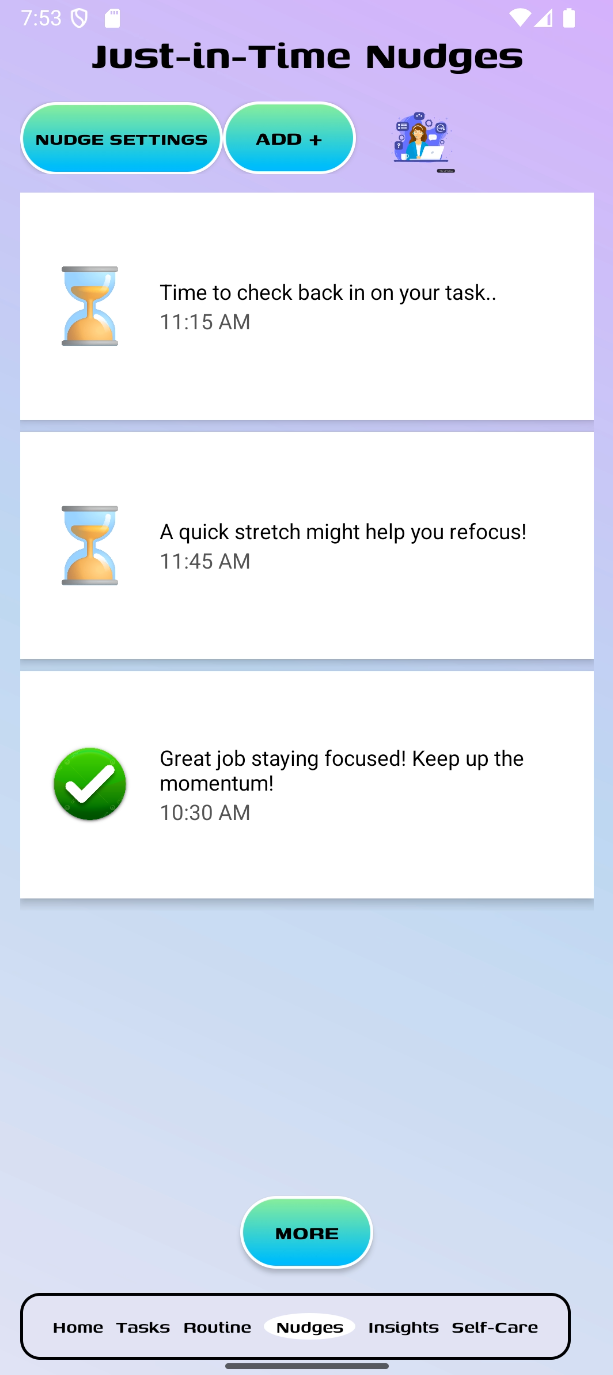 7:53
Just-in-Time Nudges
NUDGE SETTINGS
ADD +
Time to check back in on your task..
11:15 AM
A quick stretch might help you refocus!
11:45 AM
Great job staying focused! Keep up the
momentum!
10:30 AM
MORE
Home Tasks Routine Nudges Insights Self-Care